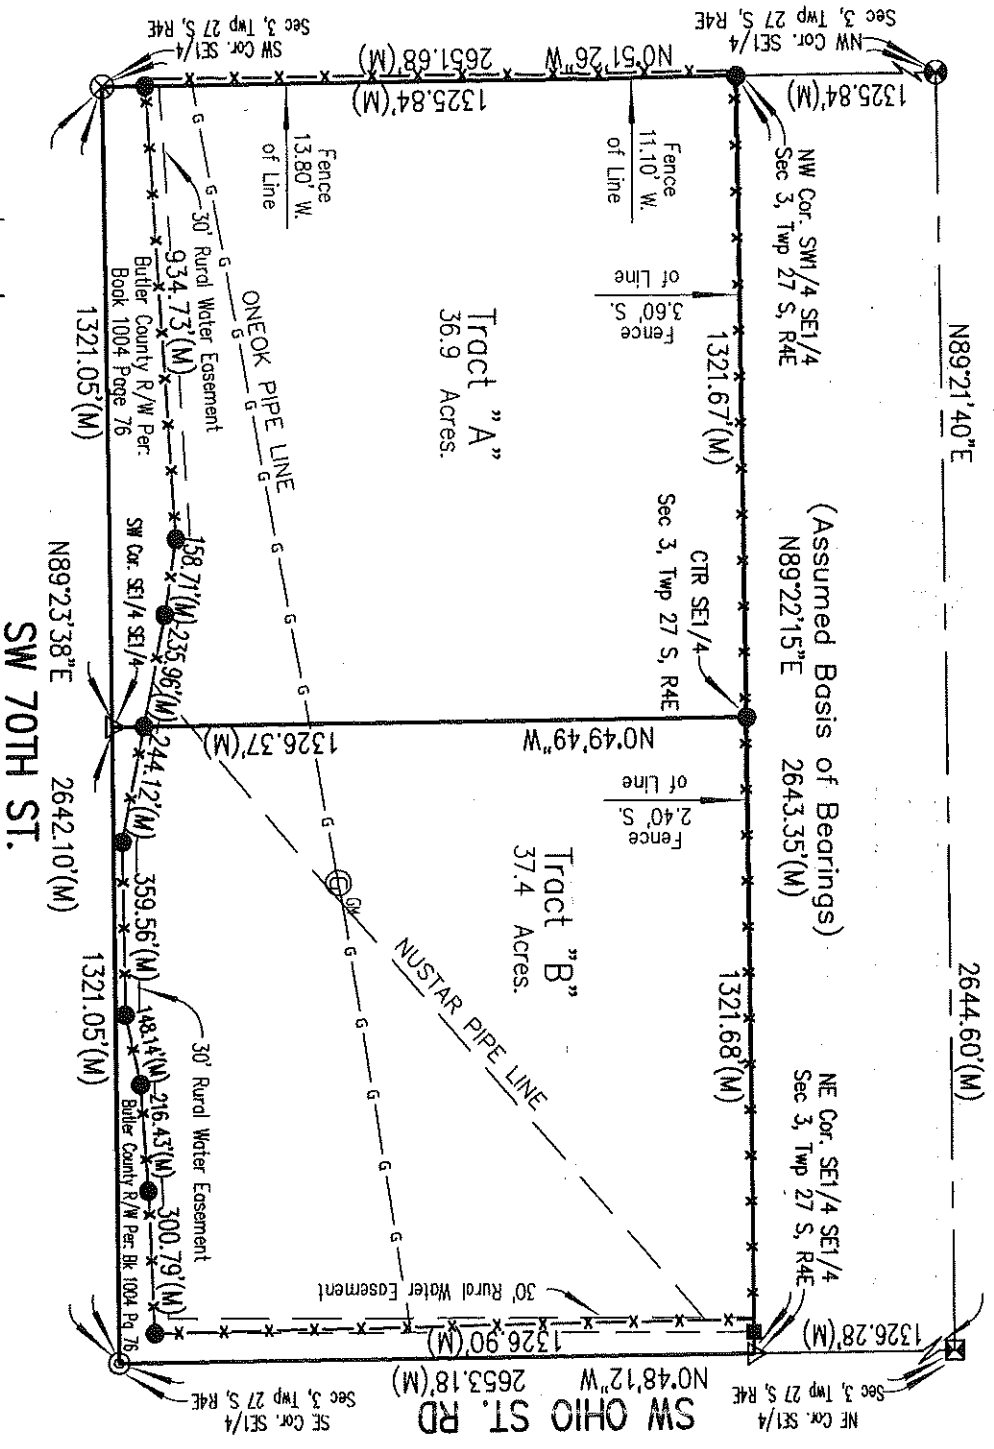 N89°21'40"E
2644.60'(M)
NW Cor. SE1/4
Sec 3, Twp 27 S, R4E
NE Cor. SE1/4
Sec 3, Twp 27 S, R4E
1325.84'(M)
1326.28'(M)
(Assumed Basis of Bearings)
N89°22'15"E
2643.35'(M)
NW Cor. SW1/4 SE1/4
Sec 3, Twp 27 S, R4E
CTR SE1/4
Sec 3, Twp 27 S, R4E
NE Cor. SE1/4 SE1/4
Sec 3, Twp 27 S, R4E
1321.67'(M)
1321.68'(M)
Fence
3.60' S.
of Line
Fence
2.40' S.
of Line
Fence
11.10' W.
of Line
Fence
13.80' W.
of Line
N0°51'26"W
2651.68'(M)
1325.84'(M)
N0°49'49"W
1326.37'(M)
N0°48'12"W
2653.18'(M)
1326.90'(M)
SW OHIO ST. RD
Tract "A"
36.9 Acres.
Tract "B"
37.4 Acres.
ONEOK PIPE LINE
G G G G G G G G G G G G
NUSTAR PIPE LINE
GM
30' Rural Water Easement
30' Rural Water Easement
30' Rural Water Easement
934.73'(M)
158.71'(M)
235.96'(M)
244.12'(M)
359.56'(M)
148.14'(M)
216.43'(M)
300.79'(M)
Butler County R/W Per.
Book 1004 Page 76
Butler County R/W Per. Bk 1004 Pg 76
SW Cor. SE1/4
Sec 3, Twp 27 S, R4E
SW Cor. SE1/4 SE1/4
SE Cor. SE1/4
Sec 3, Twp 27 S, R4E
1321.05'(M)
1321.05'(M)
N89°23'38"E
2642.10'(M)
SW 70TH ST.